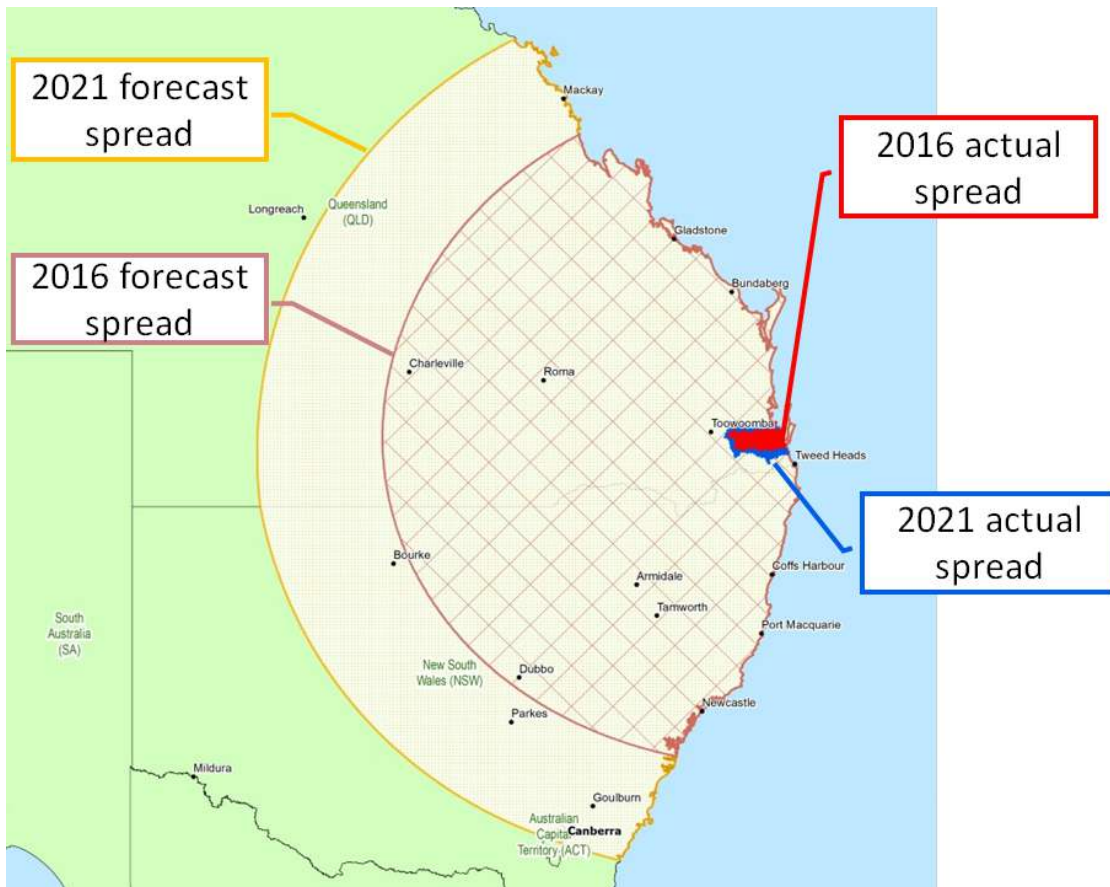 2021 forecast
spread
Mackay
2016 actual
spread
Longreach
Queensland
(QLD)
Gladstone
2016 forecast
spread
Bundaberg
Charleville
Roma
Toowoomba
Tweed Heads
2021 actual
spread
Bourke
Coffs Harbour
Armidale
Tamworth
South
Australia
(SA)
Port Macquarie
New South
Wales (NSW)
Dubbo
Newcastle
Parkes
Mildura
Goulburn
Australian
Capital
Canberra
Territory (ACT)